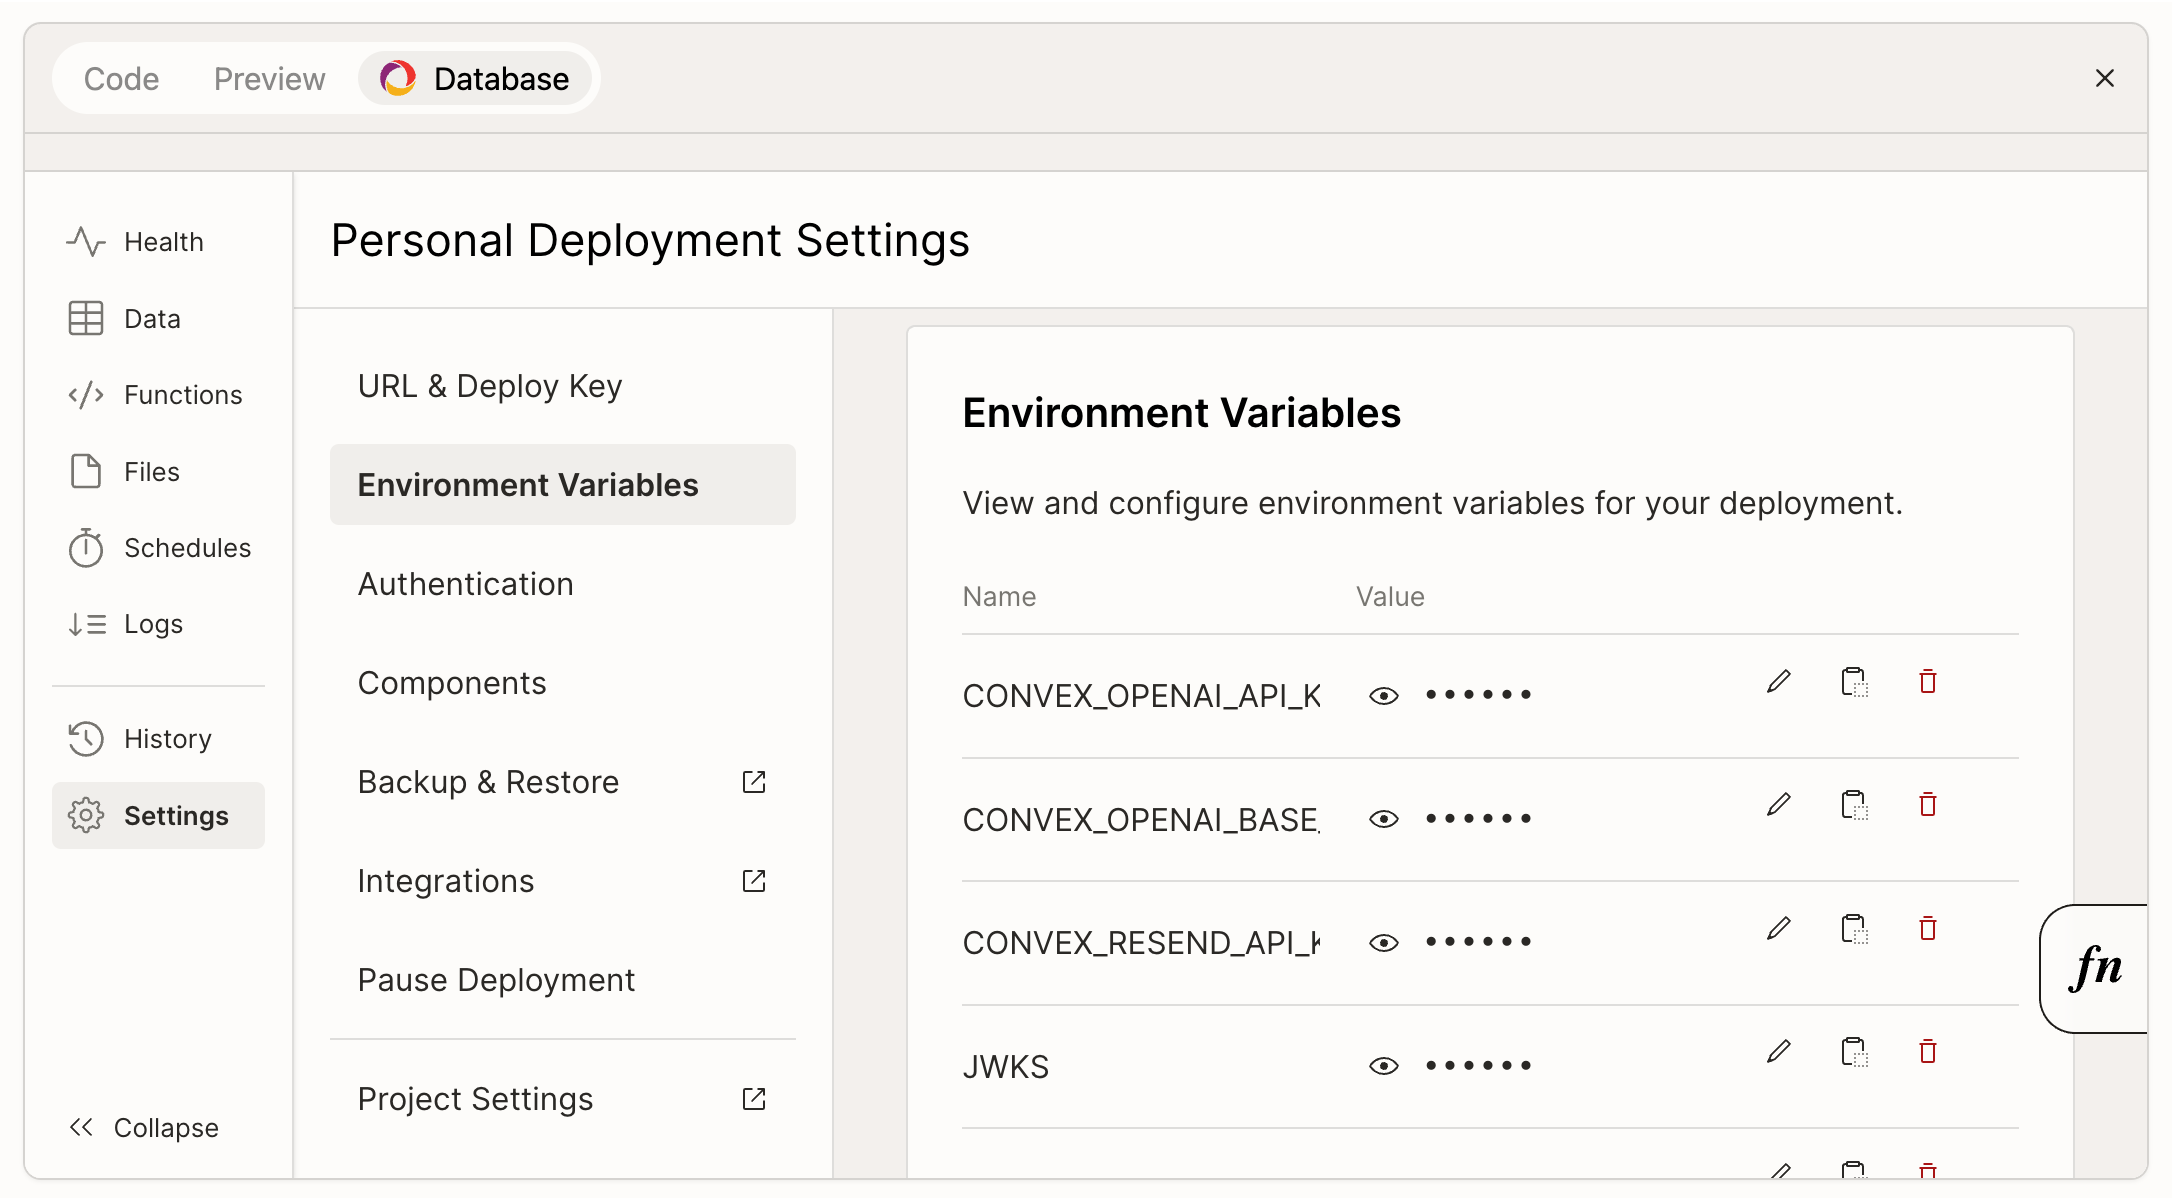 Code
Preview
Database
Health
Data
Functions
Files
Schedules
Logs
History
Settings
Collapse
Personal Deployment Settings
URL & Deploy Key
Environment Variables
Authentication
Components
Backup & Restore
Integrations
Pause Deployment
Project Settings
Environment Variables
View and configure environment variables for your deployment.
Name Value
CONVEX_OPENAI_API_K ••••••
CONVEX_OPENAI_BASE_ ••••••
CONVEX_RESEND_API_K ••••••
JWKS ••••••
fn